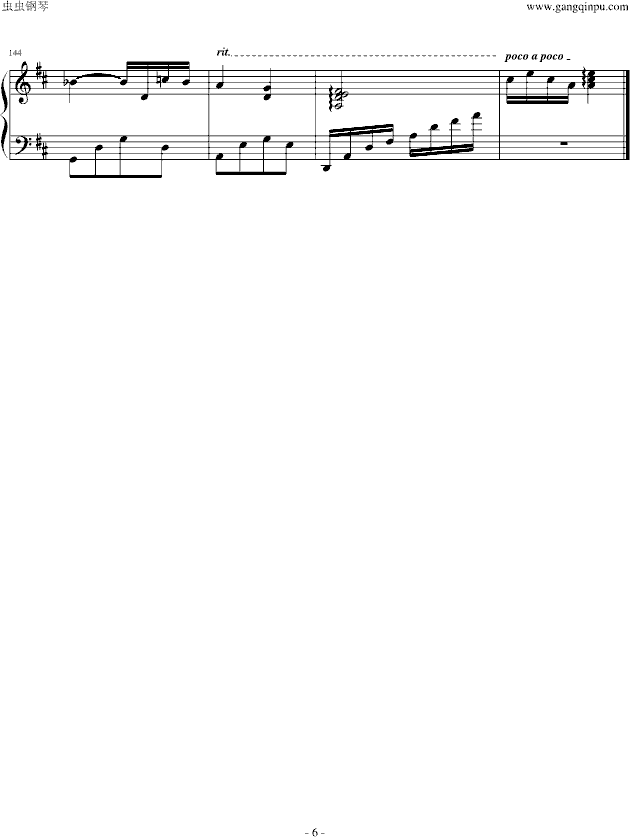 虫虫钢琴
www.gangqinpu.com
144
rit.
poco a poco
- 6 -